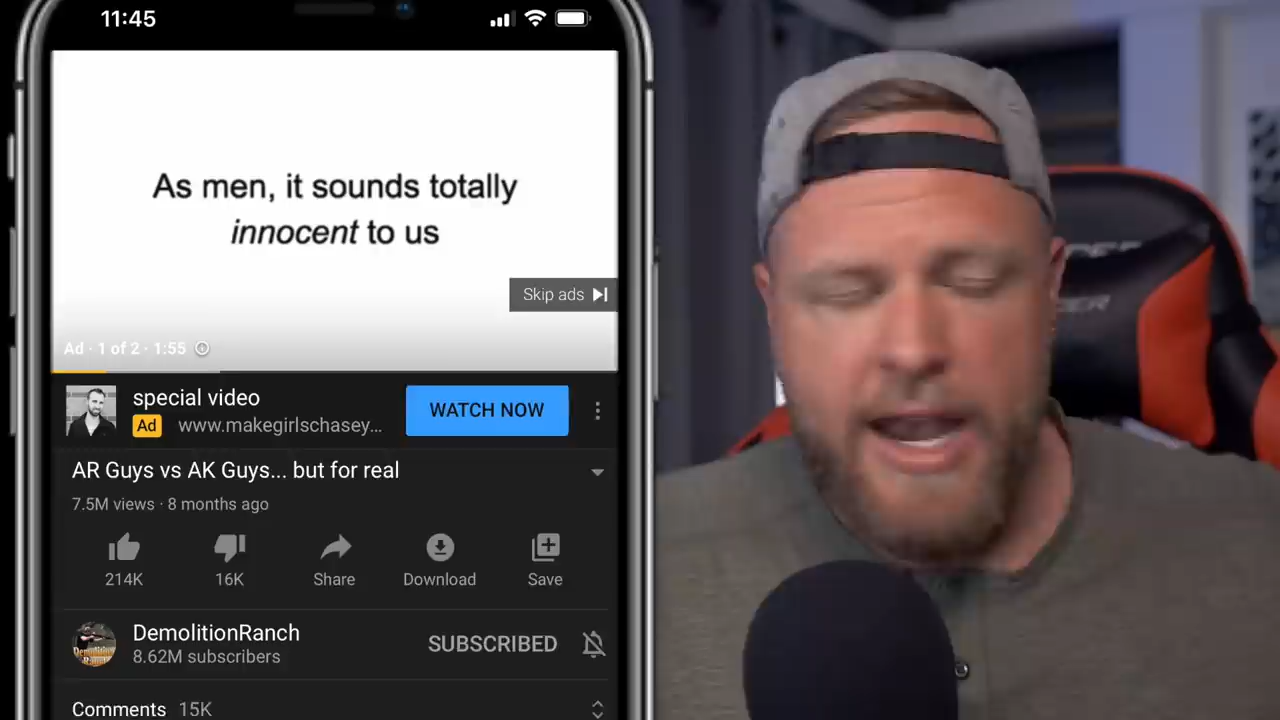 11:45
As men, it sounds totally
innocent to us
Skip ads
Ad · 1 of 2 · 1:55
special video
WATCH NOW
Ad www.makegirlschasey...
AR Guys vs AK Guys... but for real
7.5M views · 8 months ago
214K 16K Share Download Save
DemolitionRanch
SUBSCRIBED
8.62M subscribers
Comments 15K